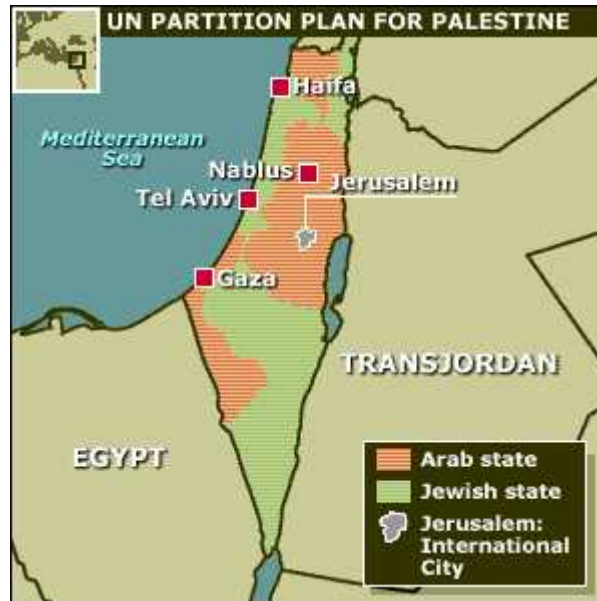 UN PARTITION PLAN FOR PALESTINE
Haifa
Mediterranean
Sea
Nablus
Jerusalem
Tel Aviv
Gaza
TRANSJORDAN
EGYPT
Arab state
Jewish state
Jerusalem:
International
City